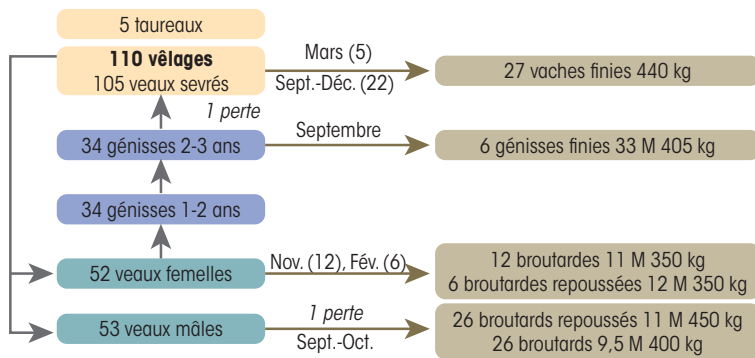 5 taureaux
110 vêlages
105 veaux sevrés
Mars (5)
Sept.-Déc. (22)
27 vaches finies 440 kg
1 perte
34 génisses 2-3 ans
Septembre
6 génisses finies 33 M 405 kg
34 génisses 1-2 ans
52 veaux femelles
Nov. (12), Fév. (6)
12 broutardes 11 M 350 kg
6 broutardes repoussées 12 M 350 kg
53 veaux mâles
1 perte
Sept.-Oct.
26 broutards repoussés 11 M 450 kg
26 broutards 9,5 M 400 kg